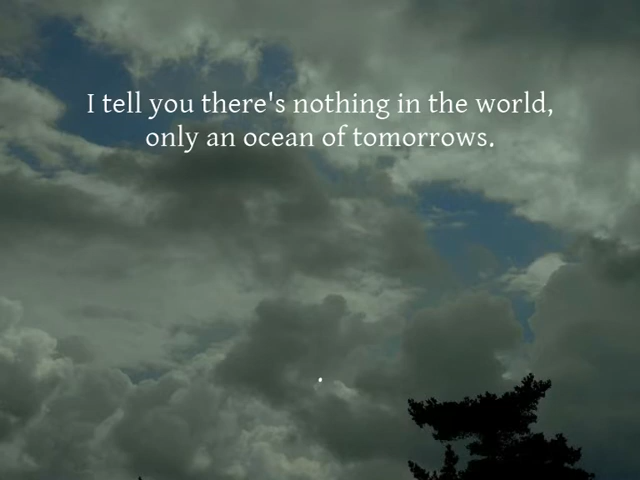 I tell you there's nothing in the world,
only an ocean of tomorrows.